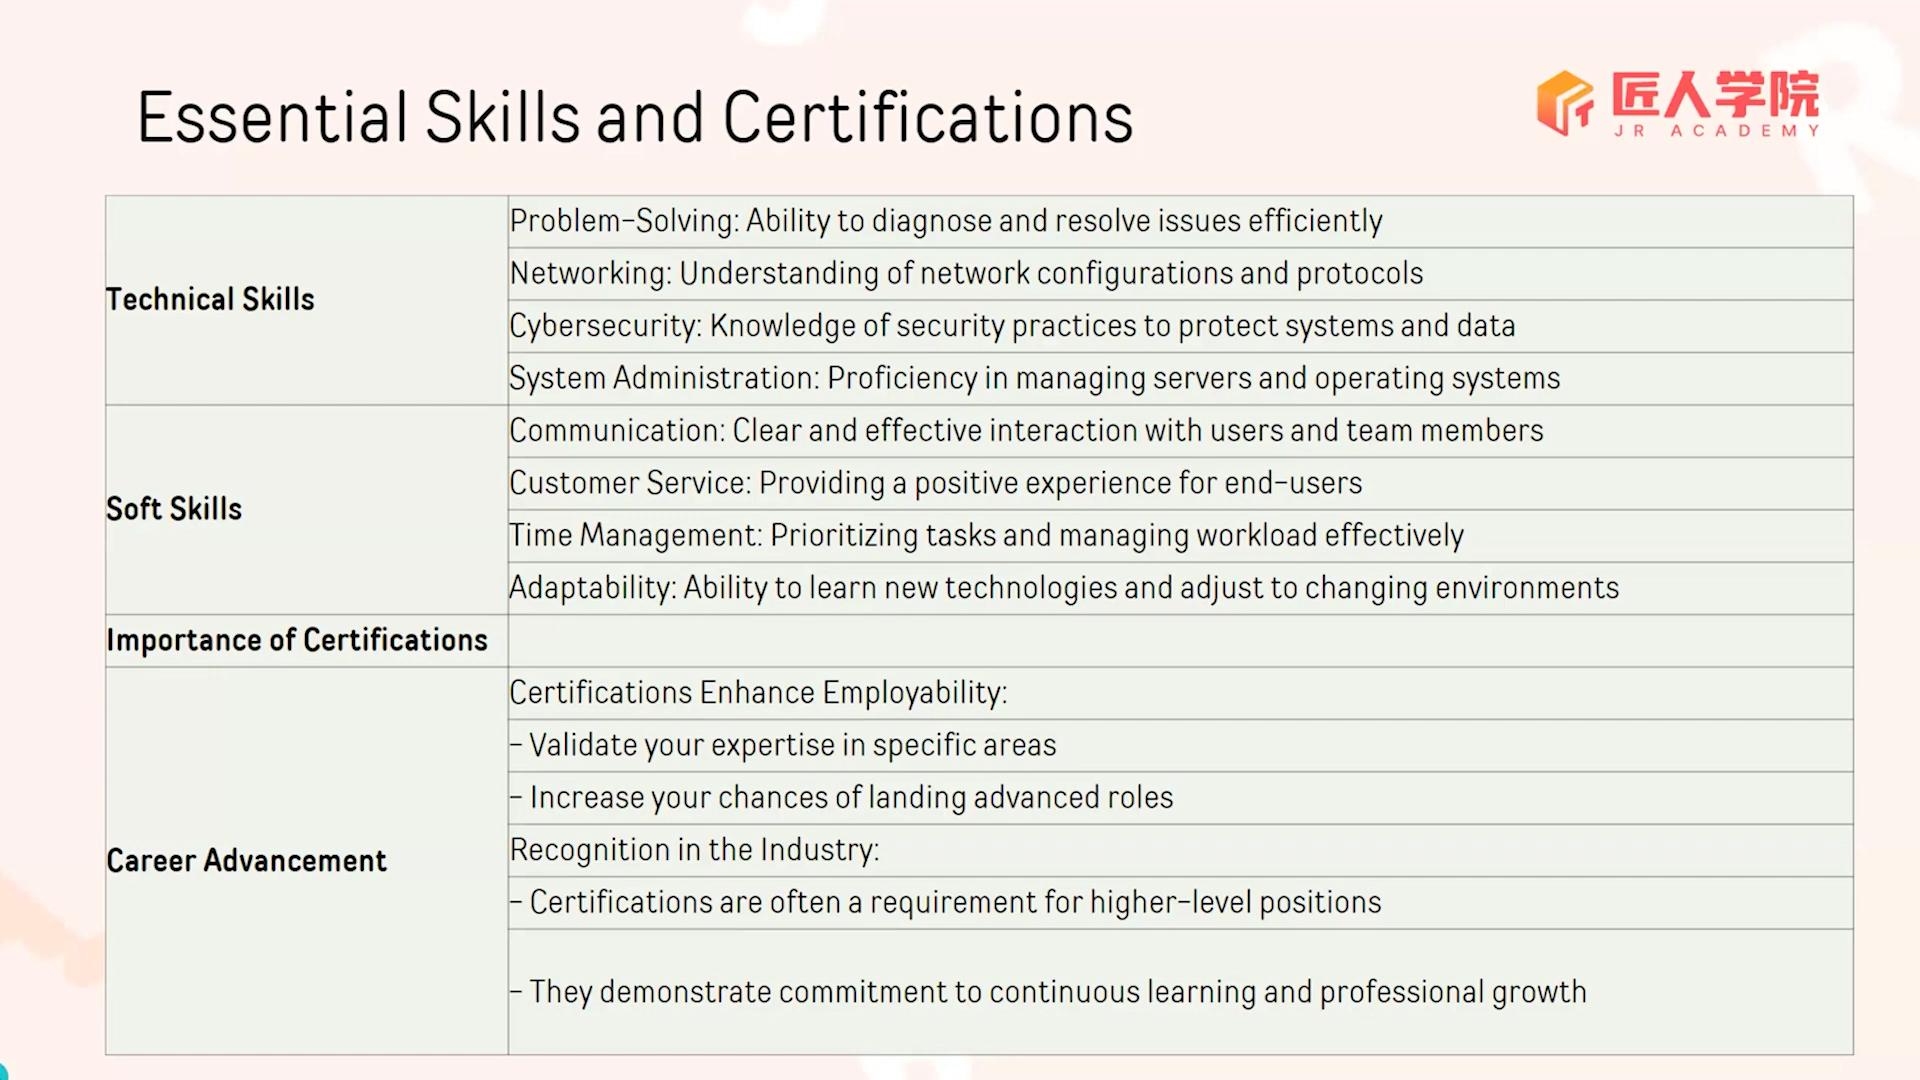 Essential Skills and Certifications
匠人学院
JR ACADEMY
Technical Skills
Problem-Solving: Ability to diagnose and resolve issues efficiently
Networking: Understanding of network configurations and protocols
Cybersecurity: Knowledge of security practices to protect systems and data
System Administration: Proficiency in managing servers and operating systems
Soft Skills
Communication: Clear and effective interaction with users and team members
Customer Service: Providing a positive experience for end-users
Time Management: Prioritizing tasks and managing workload effectively
Adaptability: Ability to learn new technologies and adjust to changing environments
Importance of Certifications
Career Advancement
Certifications Enhance Employability:
- Validate your expertise in specific areas
- Increase your chances of landing advanced roles
Recognition in the Industry:
- Certifications are often a requirement for higher-level positions
- They demonstrate commitment to continuous learning and professional growth